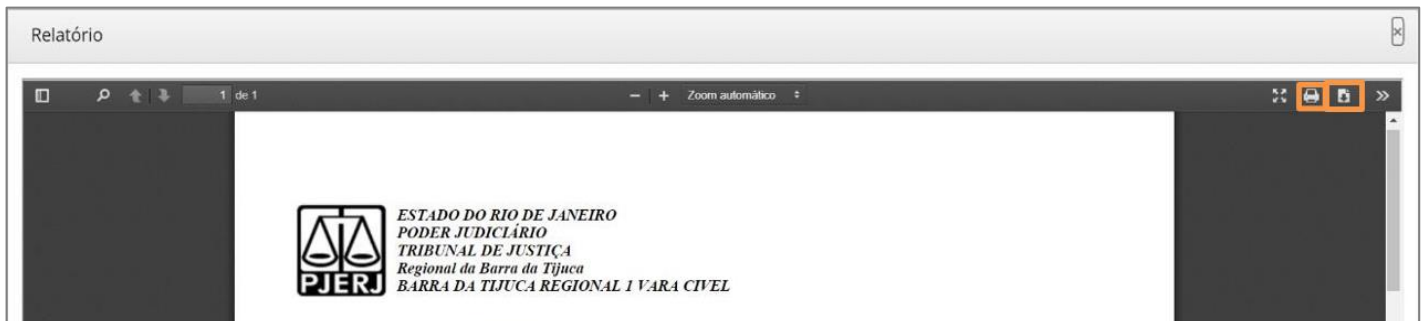 Relatório
1 de 1
Zoom automático
ESTADO DO RIO DE JANEIRO
PODER JUDICIÁRIO
TRIBUNAL DE JUSTIÇA
Regional da Barra da Tijuca
PJERJ BARRA DA TIJUCA REGIONAL 1 VARA CIVEL